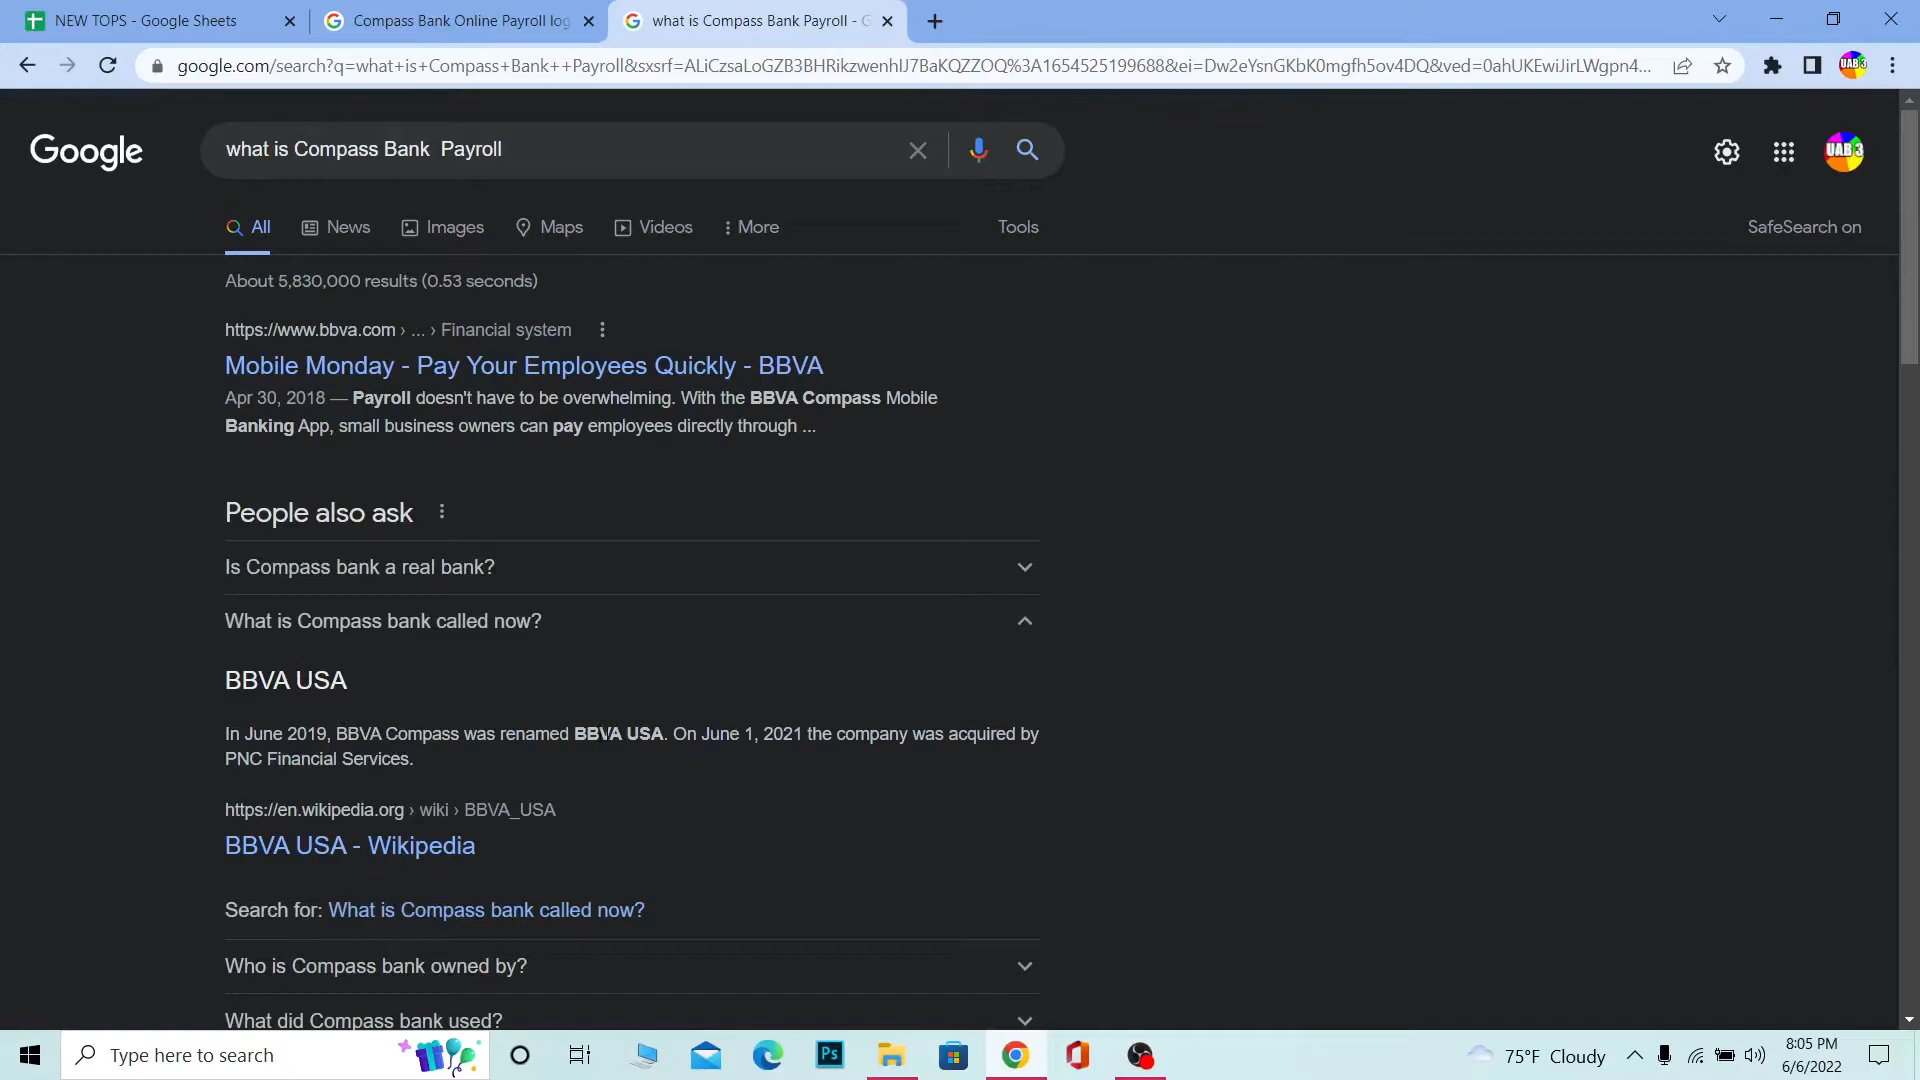 NEW TOPS - Google Sheets
Compass Bank Online Payroll log
what is Compass Bank Payroll - G
google.com/search?q=what+is+Compass+Bank++Payroll&sxsrf=ALiCzsaLoGZB3BHRikzwenhIJ7BaKQZZOQ%3A1654525199688&ei=Dw2eYsnGKbK0mgfh5ov4DQ&ved=0ahUKEwiJirLWgpn4...
UAB 3
Google
what is Compass Bank  Payroll
UAB 3
All
News
Images
Maps
Videos
More
Tools
SafeSearch on
About 5,830,000 results (0.53 seconds)
https://www.bbva.com › ... › Financial system
Mobile Monday - Pay Your Employees Quickly - BBVA
Apr 30, 2018 — Payroll doesn't have to be overwhelming. With the BBVA Compass Mobile
Banking App, small business owners can pay employees directly through ...
People also ask
Is Compass bank a real bank?
What is Compass bank called now?
BBVA USA
In June 2019, BBVA Compass was renamed BBVA USA. On June 1, 2021 the company was acquired by
PNC Financial Services.
https://en.wikipedia.org › wiki › BBVA_USA
BBVA USA - Wikipedia
Search for: What is Compass bank called now?
Who is Compass bank owned by?
What did Compass bank used?
Type here to search
Ps
75°F Cloudy
8:05 PM
6/6/2022